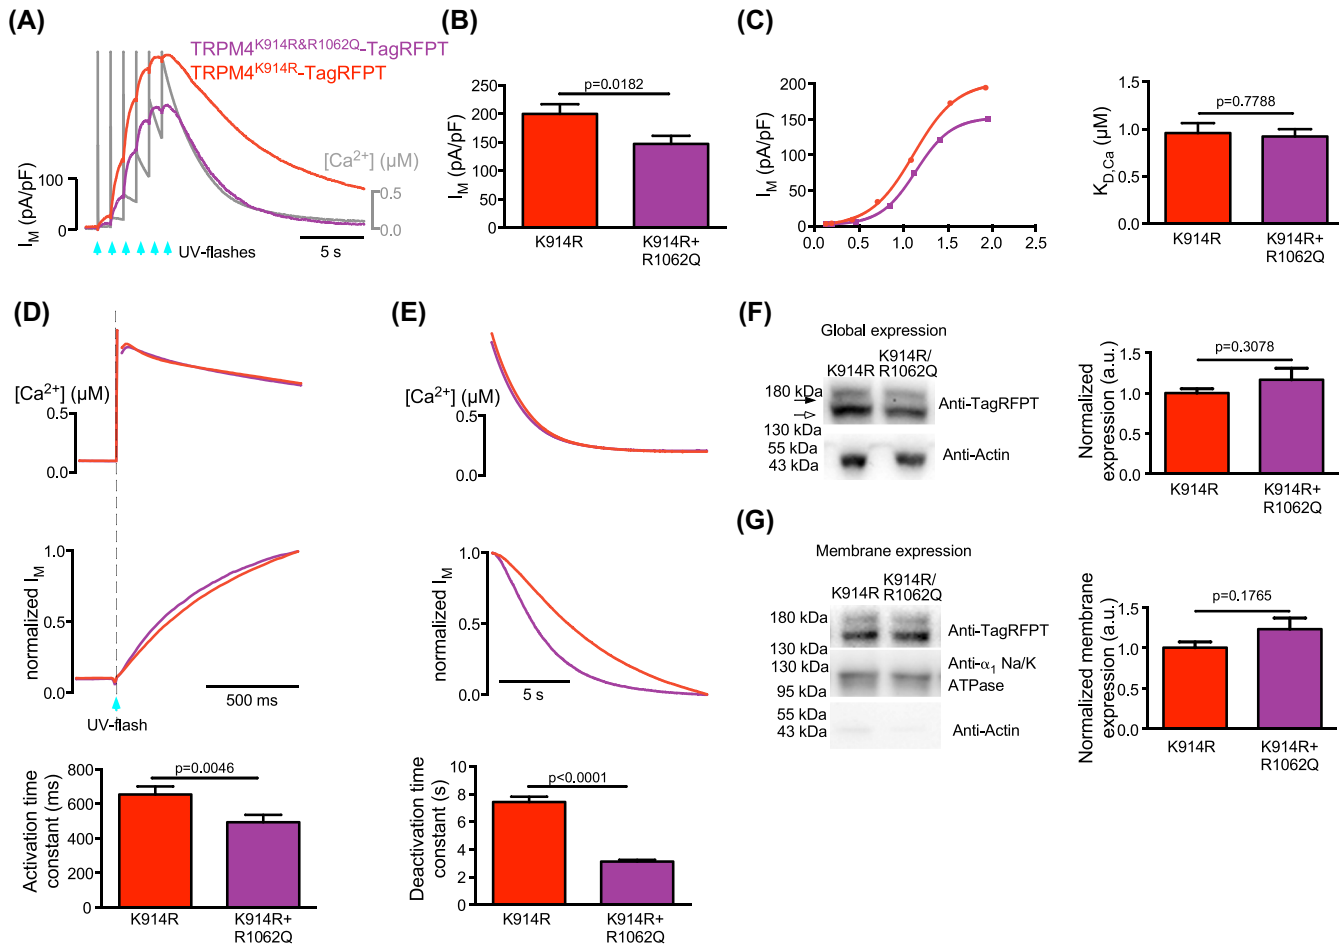 (A)
TRPM4K914R&R1062Q-TagRFPT
TRPM4K914R-TagRFPT
[Ca2+] (µM)
0.5
0.0
100
0
IM (pA/pF)
UV-flashes
5 s
(B)
p=0.0182
IM (pA/pF)
250
200
150
100
50
0
K914R
K914R+
R1062Q
(C)
IM (pA/pF)
200
150
100
50
0
0.0 0.5 1.0 1.5 2.0 2.5
KD,Ca (µM)
p=0.7788
1.5
1.0
0.5
0.0
K914R
K914R+
R1062Q
(D)
[Ca2+] (µM)
0.5
0.0
normalized IM
1.0
0.5
0.0
UV-flash
500 ms
Activation time
constant (ms)
p=0.0046
800
600
400
200
0
K914R
K914R+
R1062Q
(E)
[Ca2+] (µM)
0.5
0.0
normalized IM
1.0
0.5
0.0
5 s
Deactivation time
constant (s)
p<0.0001
10
8
6
4
2
0
K914R
K914R+
R1062Q
(F)
Global expression
K914R
K914R/
R1062Q
180 kDa
130 kDa
55 kDa
43 kDa
Anti-TagRFPT
Anti-Actin
Normalized
expression (a.u.)
p=0.3078
1.5
1.0
0.5
0.0
K914R
K914R+
R1062Q
(G)
Membrane expression
K914R
K914R/
R1062Q
180 kDa
130 kDa
130 kDa
95 kDa
55 kDa
43 kDa
Anti-TagRFPT
Anti-α1 Na/K
ATPase
Anti-Actin
Normalized membrane
expression (a.u.)
p=0.1765
1.5
1.0
0.5
0.0
K914R
K914R+
R1062Q